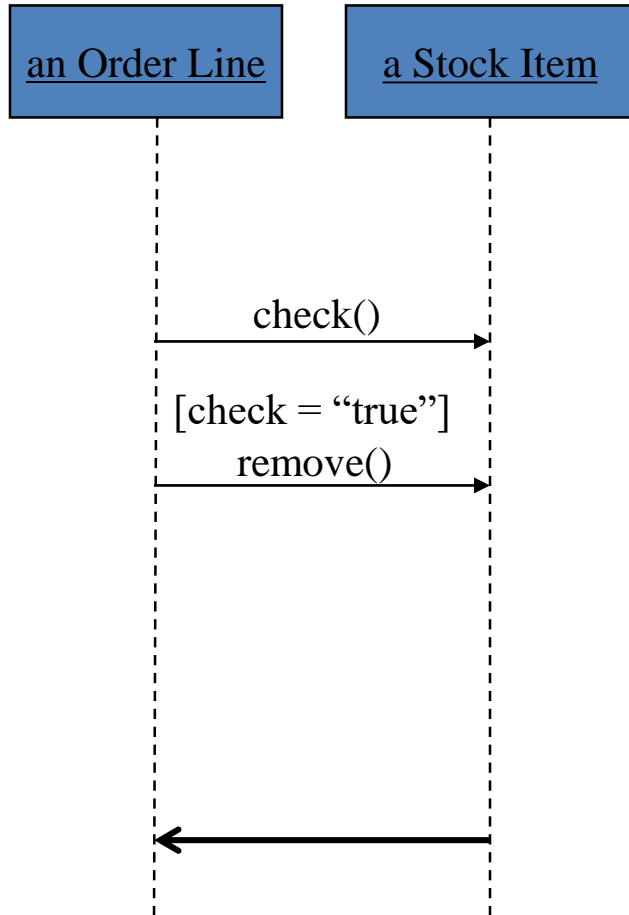 an Order Line
a Stock Item
check()
[check = “true”]
remove()